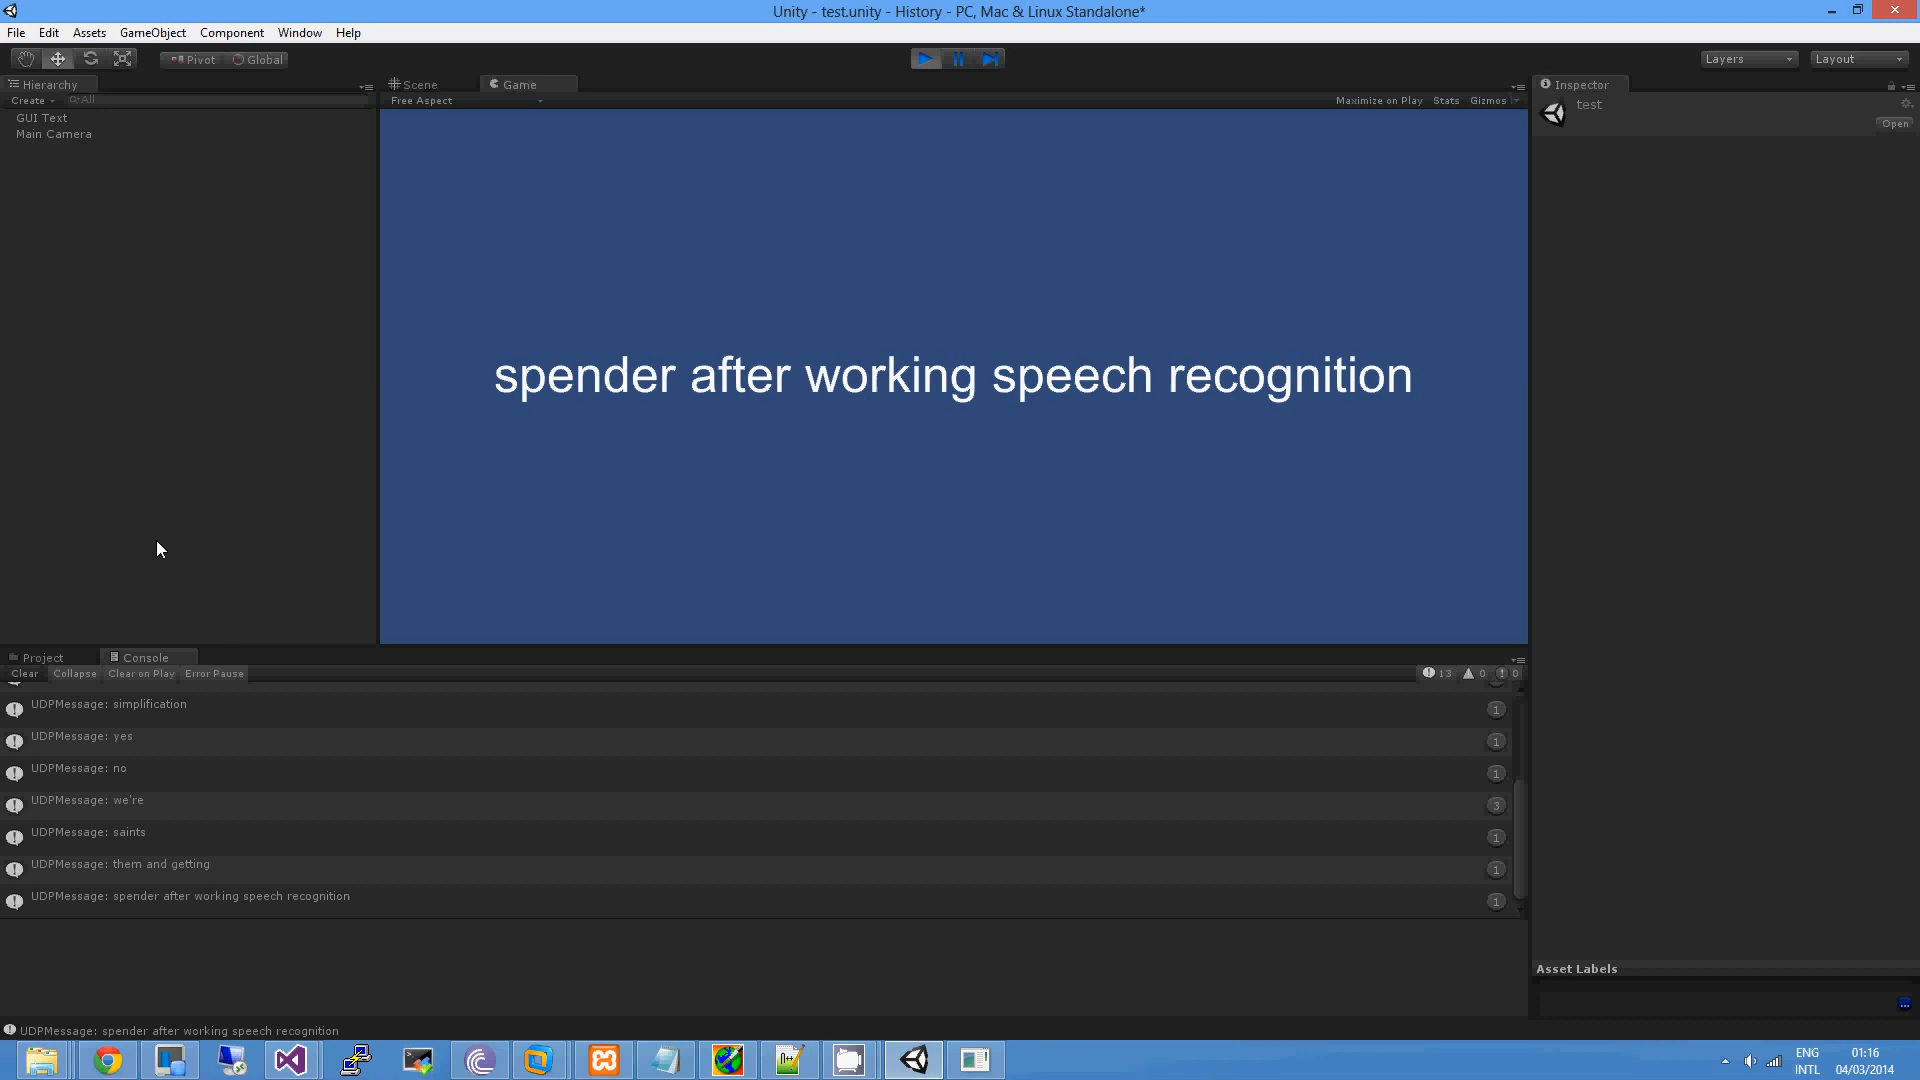 Unity - test.unity - History - PC, Mac & Linux Standalone*
File Edit Assets GameObject Component Window Help
Pivot Global
Layers Layout
Hierarchy
Create All
GUI Text
Main Camera
Scene Game
Free Aspect Maximize on Play Stats Gizmos
spender after working speech recognition
Inspector
test
Open
Project Console
Clear Collapse Clear on Play Error Pause 13 0 0
UDPMessage: simplification 1
UDPMessage: yes 1
UDPMessage: no 1
UDPMessage: we're 3
UDPMessage: saints 1
UDPMessage: them and getting 1
UDPMessage: spender after working speech recognition 1
Asset Labels
UDPMessage: spender after working speech recognition
ENG 01:16
INTL 04/03/2014